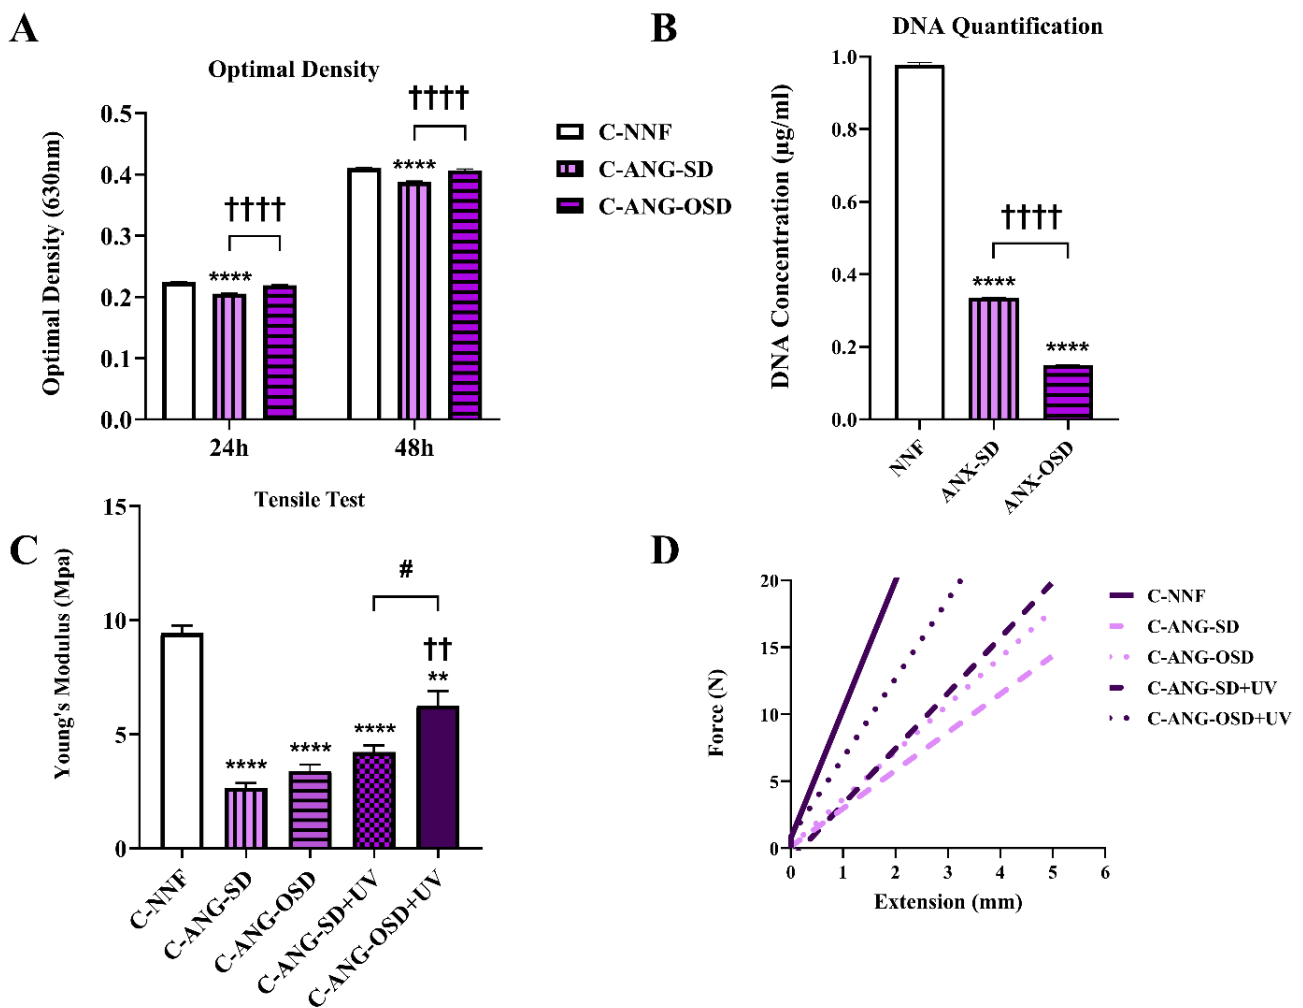 A
Optimal Density
††††
††††
****
****
Optimal Density (630nm)
0.5
0.4
0.3
0.2
0.1
0.0
24h
48h
C-NNF
C-ANG-SD
C-ANG-OSD
B
DNA Quantification
††††
****
****
DNA Concentration (µg/ml)
1.0
0.8
0.6
0.4
0.2
0.0
NNF
ANX-SD
ANX-OSD
C
Tensile Test
#
††
**
****
****
****
Young's Modulus (Mpa)
15
10
5
0
C-NNF
C-ANG-SD
C-ANG-OSD
C-ANG-SD+UV
C-ANG-OSD+UV
D
Force (N)
20
15
10
5
0
0 1 2 3 4 5 6
Extension (mm)
C-NNF
C-ANG-SD
C-ANG-OSD
C-ANG-SD+UV
C-ANG-OSD+UV